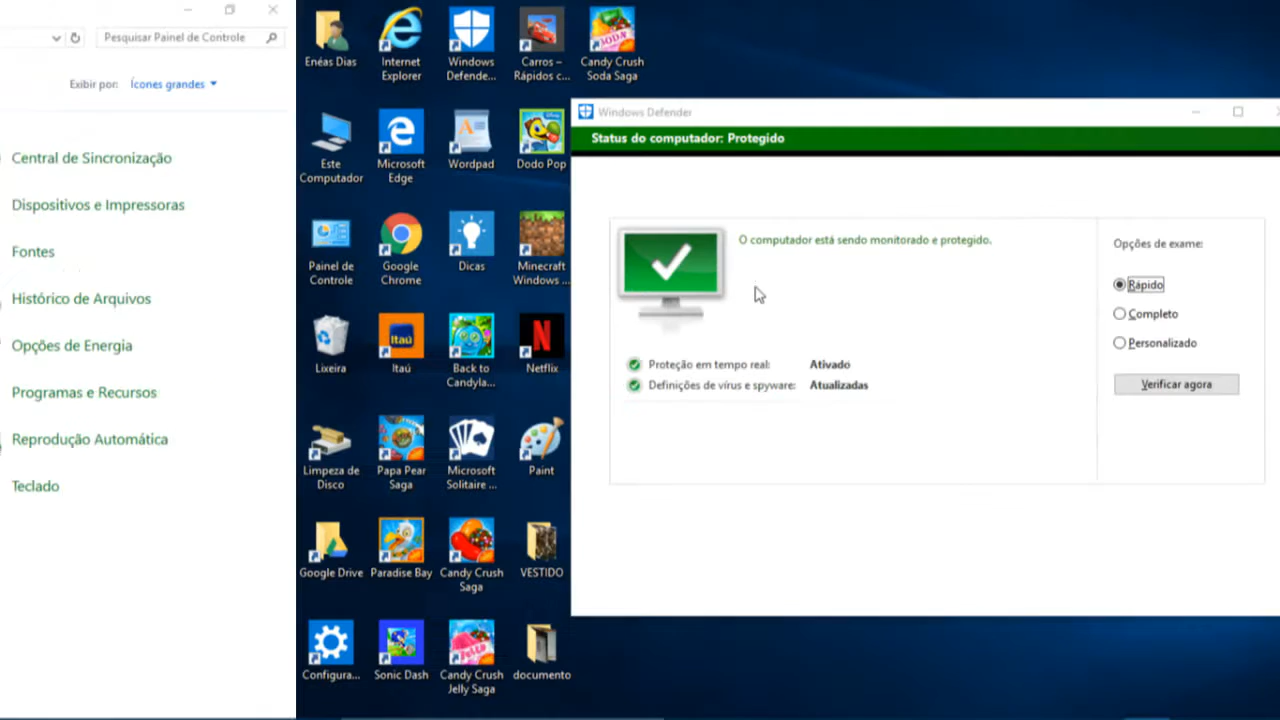 Pesquisar Painel de Controle
Exibir por: Ícones grandes
Central de Sincronização
Dispositivos e Impressoras
Fontes
Histórico de Arquivos
Opções de Energia
Programas e Recursos
Reprodução Automática
Teclado
Enéas Dias
Internet
Explorer
Windows
Defende...
Carros –
Rápidos c...
SODA
Candy Crush
Soda Saga
Este
Computador
Microsoft
Edge
Wordpad
Disney
Dodo Pop
Painel de
Controle
Google
Chrome
Dicas
Minecraft
Windows ...
Lixeira
Itaú
Itaú
Back to
Candyla...
N
Netflix
Limpeza de
Disco
Papa Pear
Saga
Microsoft
Solitaire ...
Paint
Google Drive
Paradise Bay
Candy Crush
Saga
VESTIDO
Configura...
Sonic Dash
JELLY
Candy Crush
Jelly Saga
documento
Windows Defender
Status do computador: Protegido
O computador está sendo monitorado e protegido.
Proteção em tempo real: Ativado
Definições de vírus e spyware: Atualizadas
Opções de exame:
Rápido
Completo
Personalizado
Verificar agora